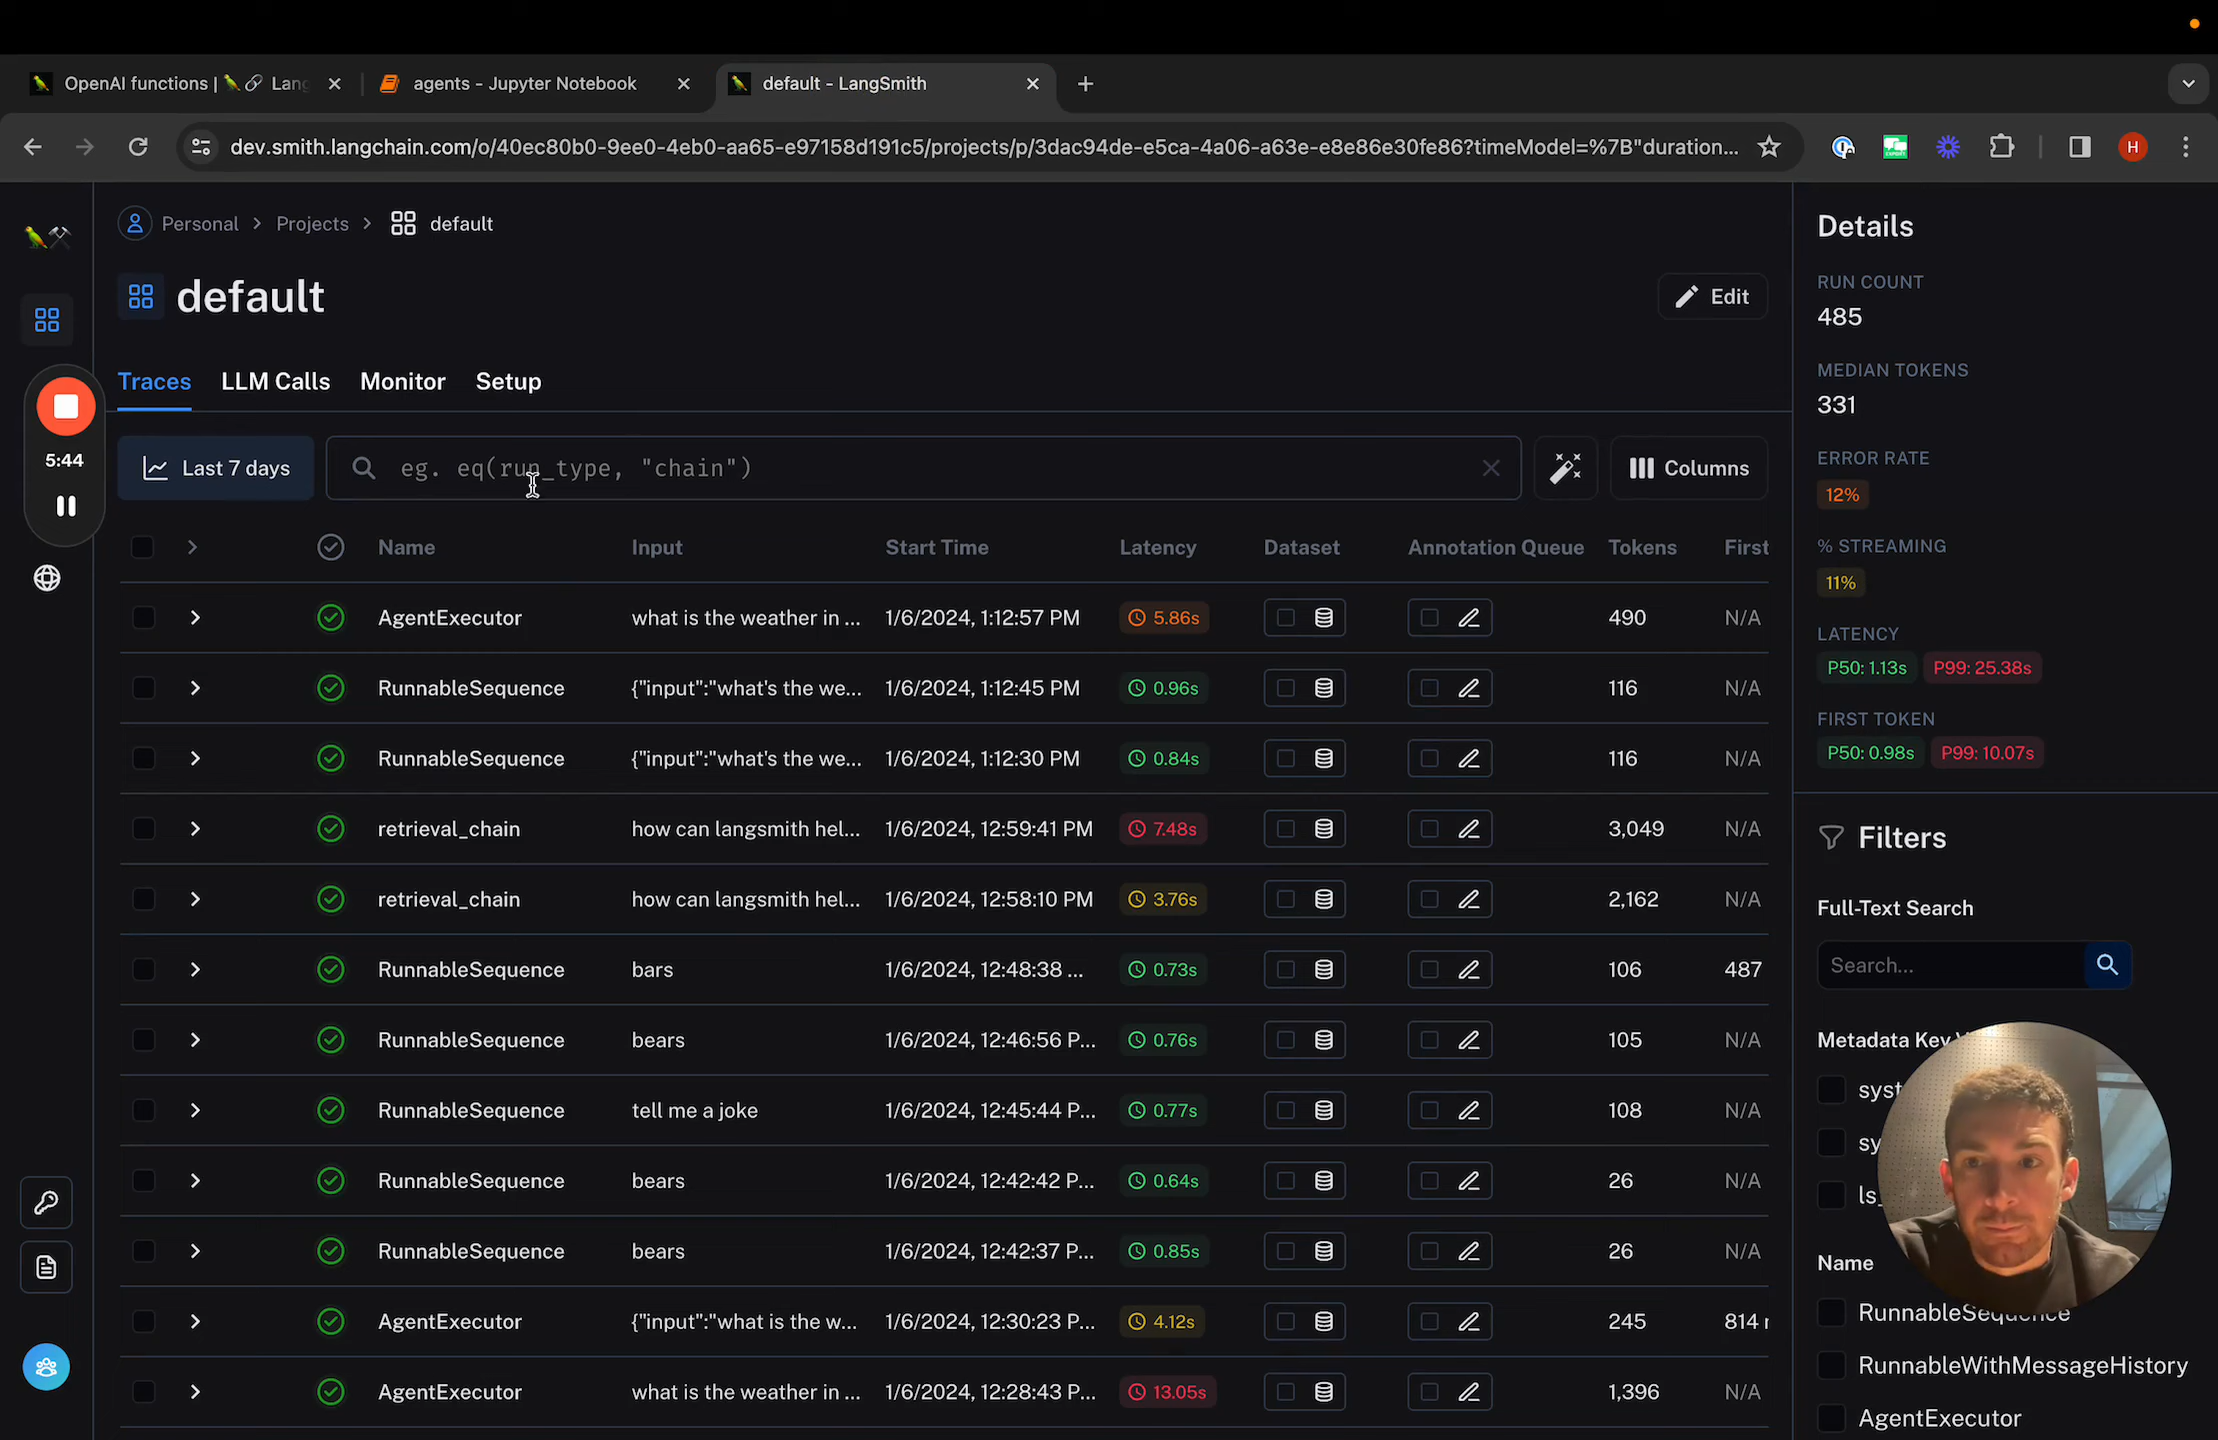 OpenAI functions | Lang
agents - Jupyter Notebook
default - LangSmith
dev.smith.langchain.com/o/40ec80b0-9ee0-4eb0-aa65-e97158d191c5/projects/p/3dac94de-e5ca-4a06-a63e-e8e86e30fe86?timeModel=%7B"duration...
H
Personal > Projects > default
default
Edit
Traces LLM Calls Monitor Setup
5:44
Last 7 days
eg. eq(run_type, "chain")
Columns
Name Input Start Time Latency Dataset Annotation Queue Tokens First
AgentExecutor what is the weather in ... 1/6/2024, 1:12:57 PM 5.86s 490 N/A
RunnableSequence {"input":"what's the we... 1/6/2024, 1:12:45 PM 0.96s 116 N/A
RunnableSequence {"input":"what's the we... 1/6/2024, 1:12:30 PM 0.84s 116 N/A
retrieval_chain how can langsmith hel... 1/6/2024, 12:59:41 PM 7.48s 3,049 N/A
retrieval_chain how can langsmith hel... 1/6/2024, 12:58:10 PM 3.76s 2,162 N/A
RunnableSequence bars 1/6/2024, 12:48:38 ... 0.73s 106 487
RunnableSequence bears 1/6/2024, 12:46:56 P... 0.76s 105 N/A
RunnableSequence tell me a joke 1/6/2024, 12:45:44 P... 0.77s 108 N/A
RunnableSequence bears 1/6/2024, 12:42:42 P... 0.64s 26 N/A
RunnableSequence bears 1/6/2024, 12:42:37 P... 0.85s 26 N/A
AgentExecutor {"input":"what is the w... 1/6/2024, 12:30:23 P... 4.12s 245 814
AgentExecutor what is the weather in ... 1/6/2024, 12:28:43 P... 13.05s 1,396 N/A
Details
RUN COUNT
485
MEDIAN TOKENS
331
ERROR RATE
12%
% STREAMING
11%
LATENCY
P50: 1.13s P99: 25.38s
FIRST TOKEN
P50: 0.98s P99: 10.07s
Filters
Full-Text Search
Search...
Metadata Key
syst
sy
ls_
Name
RunnableSequence
RunnableWithMessageHistory
AgentExecutor